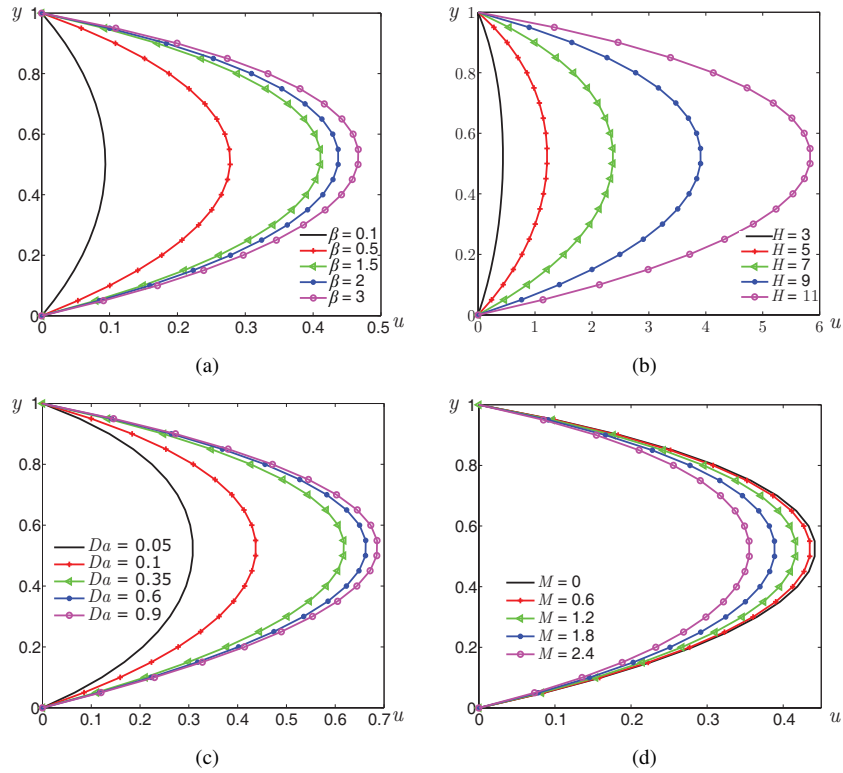 y
1
0.8
0.6
0.4
0.2
0
0
0.1
0.2
0.3
0.4
0.5
u
β = 0.1
β = 0.5
β = 1.5
β = 2
β = 3
(a)
y
1
0.8
0.6
0.4
0.2
0
0
1
2
3
4
5
6
u
H = 3
H = 5
H = 7
H = 9
H = 11
(b)
y
1
0.8
0.6
0.4
0.2
0
0
0.1
0.2
0.3
0.4
0.5
0.6
0.7
u
Da = 0.05
Da = 0.1
Da = 0.35
Da = 0.6
Da = 0.9
(c)
y
1
0.8
0.6
0.4
0.2
0
0
0.1
0.2
0.3
0.4
u
M = 0
M = 0.6
M = 1.2
M = 1.8
M = 2.4
(d)